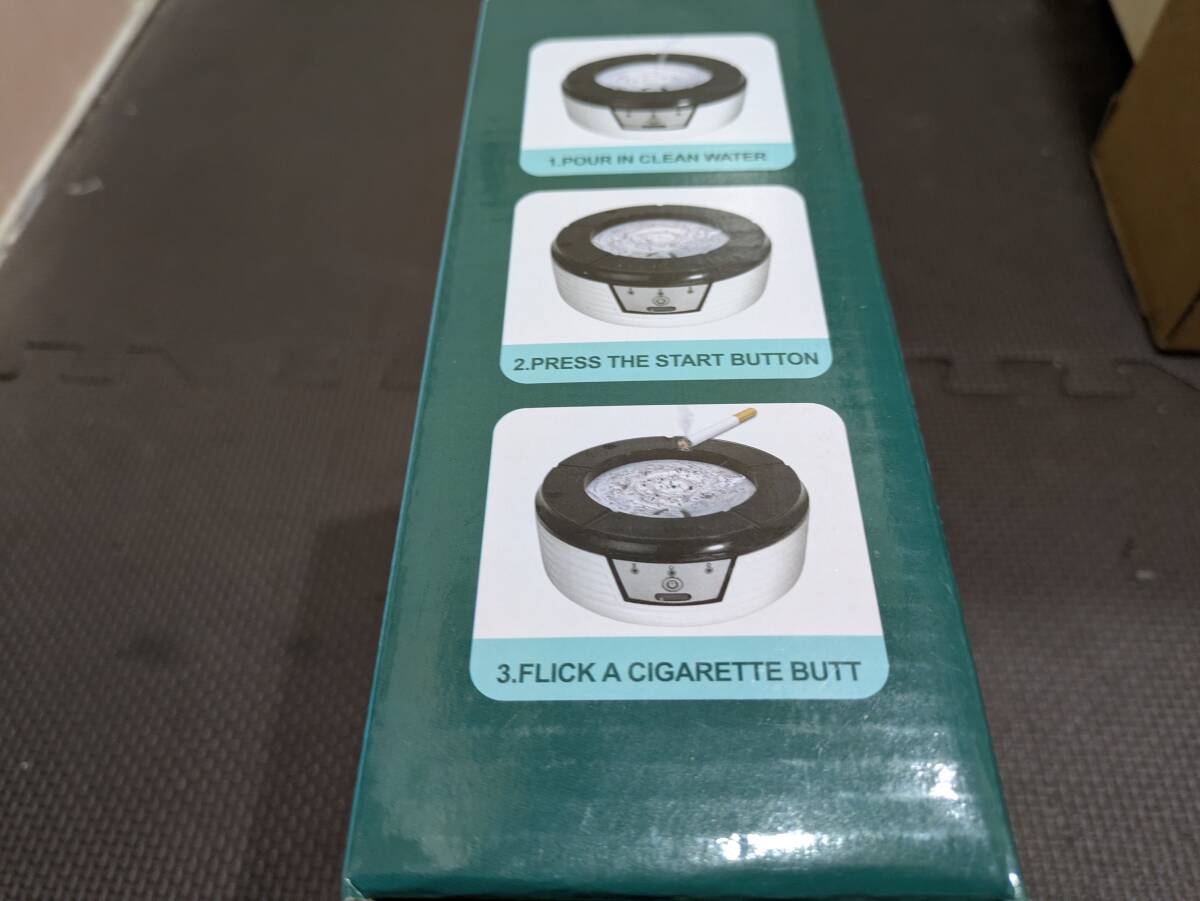 1.POUR IN CLEAN WATER
2.PRESS THE START BUTTON
3.FLICK A CIGARETTE BUTT